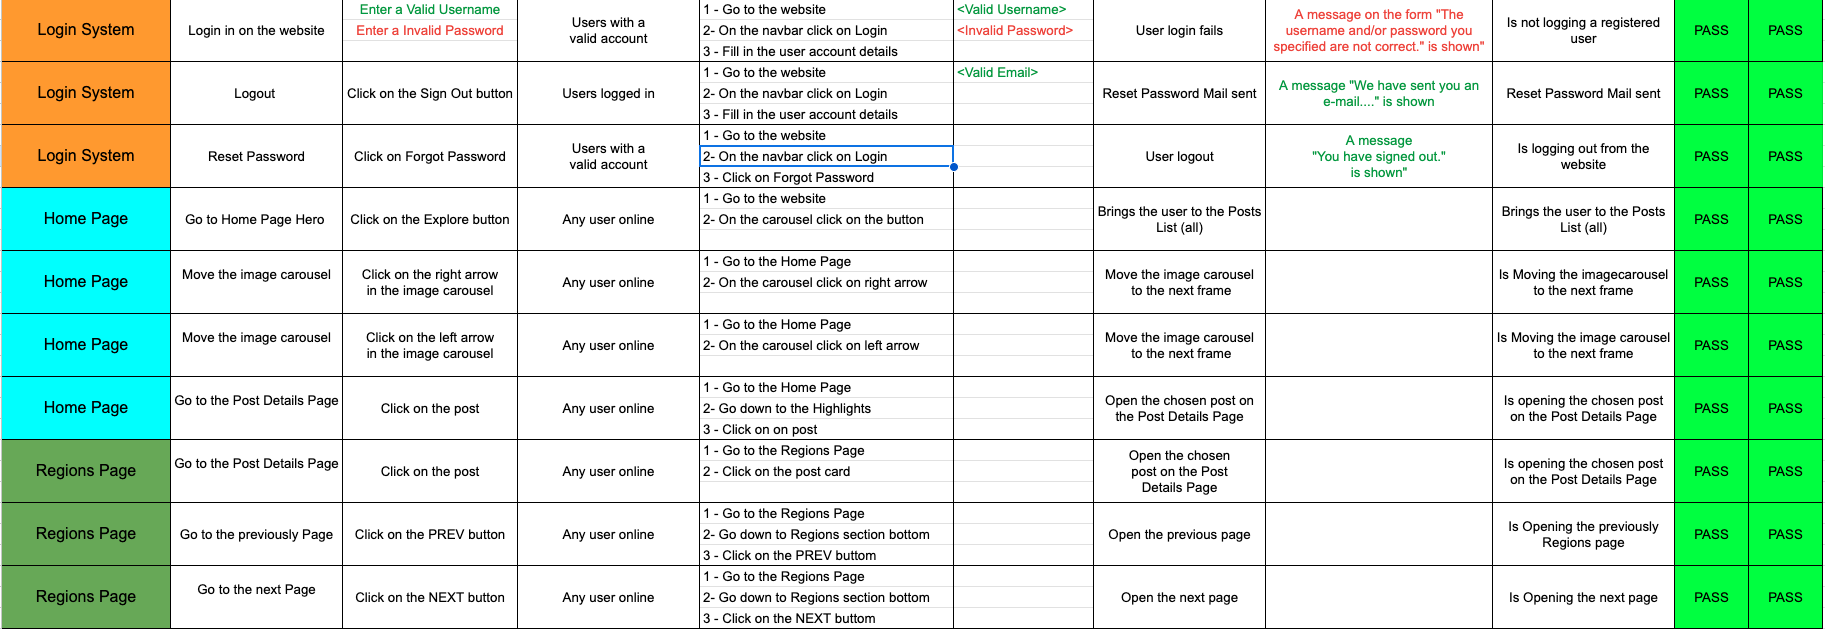 Login System
Login in on the website
Enter a Valid Username
Enter a Invalid Password
Users with a
valid account
1 - Go to the website
2- On the navbar click on Login
3 - Fill in the user account details
<Valid Username>
<Invalid Password>
User login fails
A message on the form "The
username and/or password you
specified are not correct." is shown"
Is not logging a registered
user
PASS
PASS
Login System
Logout
Click on the Sign Out button
Users logged in
1 - Go to the website
2- On the navbar click on Login
3 - Fill in the user account details
<Valid Email>
Reset Password Mail sent
A message "We have sent you an
e-mail...." is shown
Reset Password Mail sent
PASS
PASS
Login System
Reset Password
Click on Forgot Password
Users with a
valid account
1 - Go to the website
2- On the navbar click on Login
3 - Click on Forgot Password
User logout
A message
"You have signed out."
is shown"
Is logging out from the
website
PASS
PASS
Home Page
Go to Home Page Hero
Click on the Explore button
Any user online
1 - Go to the website
2- On the carousel click on the button
Brings the user to the Posts
List (all)
Brings the user to the Posts
List (all)
PASS
PASS
Home Page
Move the image carousel
Click on the right arrow
in the image carousel
Any user online
1 - Go to the Home Page
2- On the carousel click on right arrow
Move the image carousel
to the next frame
Is Moving the imagecarousel
to the next frame
PASS
PASS
Home Page
Move the image carousel
Click on the left arrow
in the image carousel
Any user online
1 - Go to the Home Page
2- On the carousel click on left arrow
Move the image carousel
to the next frame
Is Moving the image carousel
to the next frame
PASS
PASS
Home Page
Go to the Post Details Page
Click on the post
Any user online
1 - Go to the Home Page
2- Go down to the Highlights
3 - Click on on post
Open the chosen post on
the Post Details Page
Is opening the chosen post
on the Post Details Page
PASS
PASS
Regions Page
Go to the Post Details Page
Click on the post
Any user online
1 - Go to the Regions Page
2 - Click on the post card
Open the chosen
post on the Post
Details Page
Is opening the chosen post
on the Post Details Page
PASS
PASS
Regions Page
Go to the previously Page
Click on the PREV button
Any user online
1 - Go to the Regions Page
2- Go down to Regions section bottom
3 - Click on the PREV buttom
Open the previous page
Is Opening the previously
Regions page
PASS
PASS
Regions Page
Go to the next Page
Click on the NEXT button
Any user online
1 - Go to the Regions Page
2- Go down to Regions section bottom
3 - Click on the NEXT buttom
Open the next page
Is Opening the next page
PASS
PASS